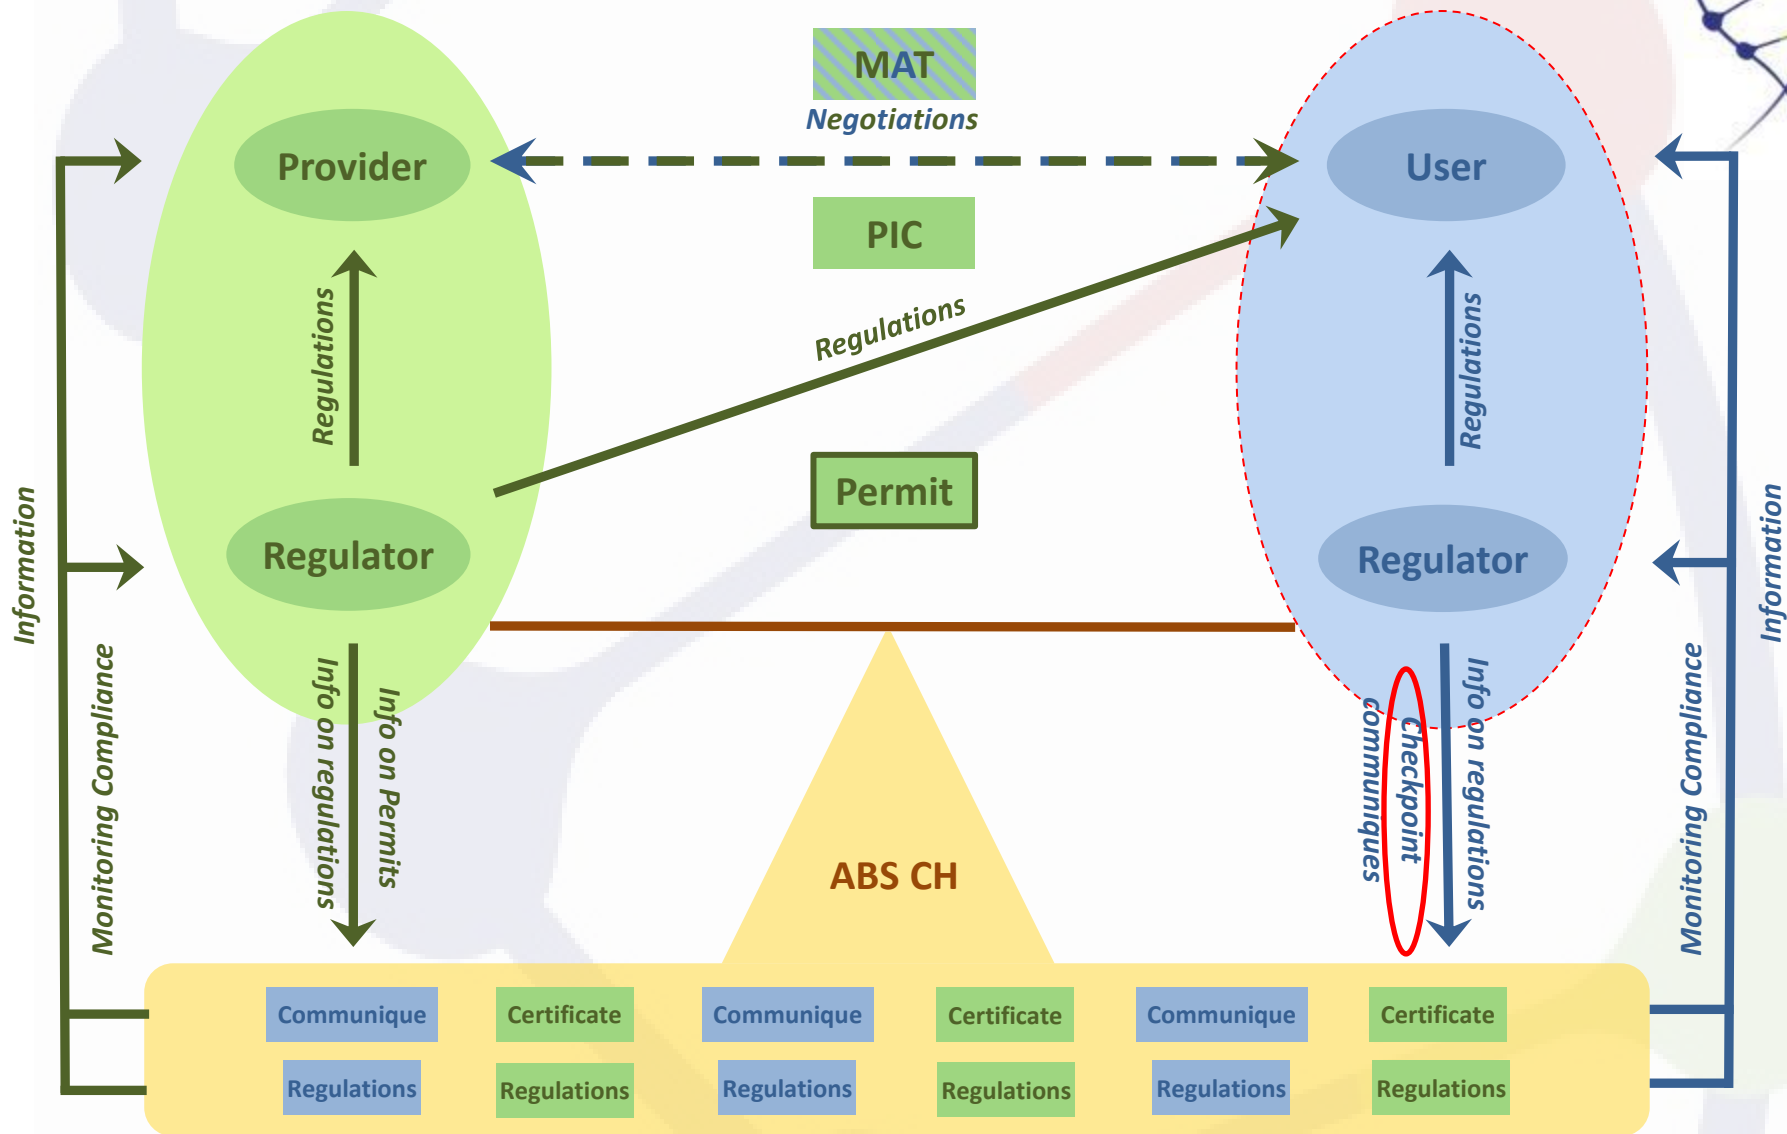 MAT
Negotiations
Provider
User
PIC
Regulations
Regulations
Regulations
Permit
Regulator
Regulator
Information
Information
Monitoring Compliance
Info on regulations
Info on Permits
communiques
Checkpoint
Info on regulations
Monitoring Compliance
ABS CH
Communique
Certificate
Communique
Certificate
Communique
Certificate
Regulations
Regulations
Regulations
Regulations
Regulations
Regulations